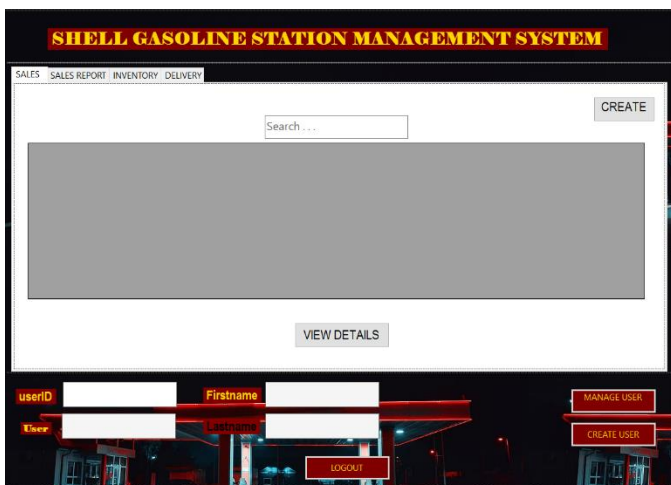 SHELL GASOLINE STATION MANAGEMENT SYSTEM
SALES SALES REPORT INVENTORY DELIVERY
CREATE
Search . . .
VIEW DETAILS
userID Firstname MANAGE USER
User Lastname CREATE USER
LOGOUT